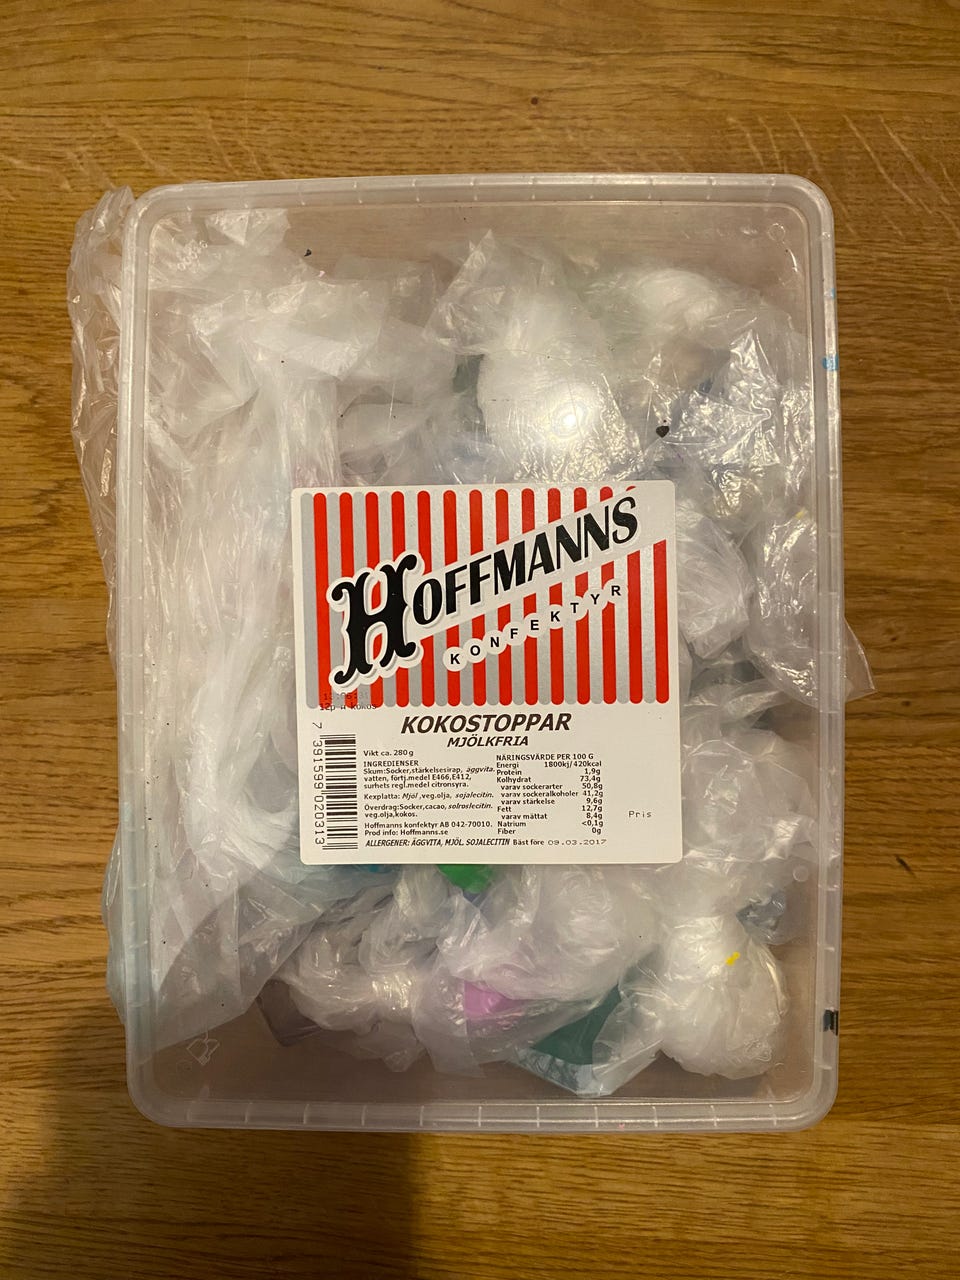 HOFFMANNS
KONFEKTYR
12p A KOKOS
KOKOSTOPPAR
MJÖLKFRIA
7 391599 020313
Vikt ca. 280g
INGREDIENSER
Skum:Socker,stärkelsesirap, äggvita.
vatten, förtj.medel E466,E412,
surhets regl.medel citronsyra.
Kexplatta: Mjöl ,veg.olja, sojalecitin.
Överdrag:Socker,cacao, solroslecitin.
veg.olja,kokos.
Hoffmanns konfektyr AB 042-70010.
Prod info: Hoffmanns.se
NÄRINGSVÄRDE PER 100 G
Energi 1800kj/420kcal
Protein 1,9g
Kolhydrat 73,4g
varav sockerarter 50,8g
varav sockeralkoholer 41,2g
varav stärkelse 9,6g
Fett 12,7g
varav mättat 8,4g
Natrium <0,1g
Fiber 0g
Pris
ALLERGENER: ÄGGVITA, MJÖL, SOJALECITIN Bäst före 09.03.2017